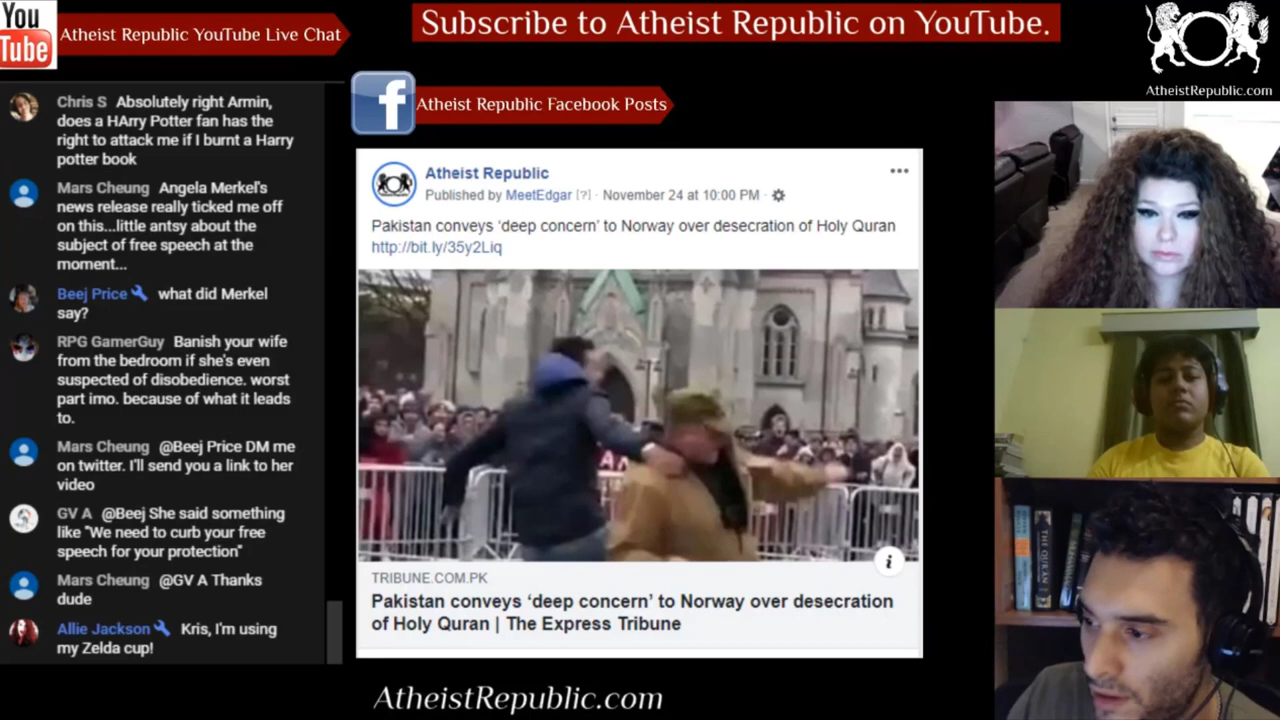 You
Tube
Atheist Republic YouTube Live Chat
Subscribe to Atheist Republic on YouTube.
AtheistRepublic.com
f
Atheist Republic Facebook Posts
Chris S Absolutely right Armin,
does a HArry Potter fan has the
right to attack me if I burnt a Harry
potter book
Mars Cheung Angela Merkel's
news release really ticked me off
on this...little antsy about the
subject of free speech at the
moment...
Beej Price what did Merkel
say?
RPG GamerGuy Banish your wife
from the bedroom if she's even
suspected of disobedience. worst
part imo. because of what it leads
to.
Mars Cheung @Beej Price DM me
on twitter. I'll send you a link to her
video
GV A @Beej She said something
like "We need to curb your free
speech for your protection"
Mars Cheung @GV A Thanks
dude
Allie Jackson Kris, I'm using
my Zelda cup!
Atheist Republic
Published by MeetEdgar [?] · November 24 at 10:00 PM ·
Pakistan conveys ‘deep concern’ to Norway over desecration of Holy Quran
http://bit.ly/35y2Liq
i
TRIBUNE.COM.PK
Pakistan conveys ‘deep concern’ to Norway over desecration
of Holy Quran | The Express Tribune
THE QUR'AN
AtheistRepublic.com